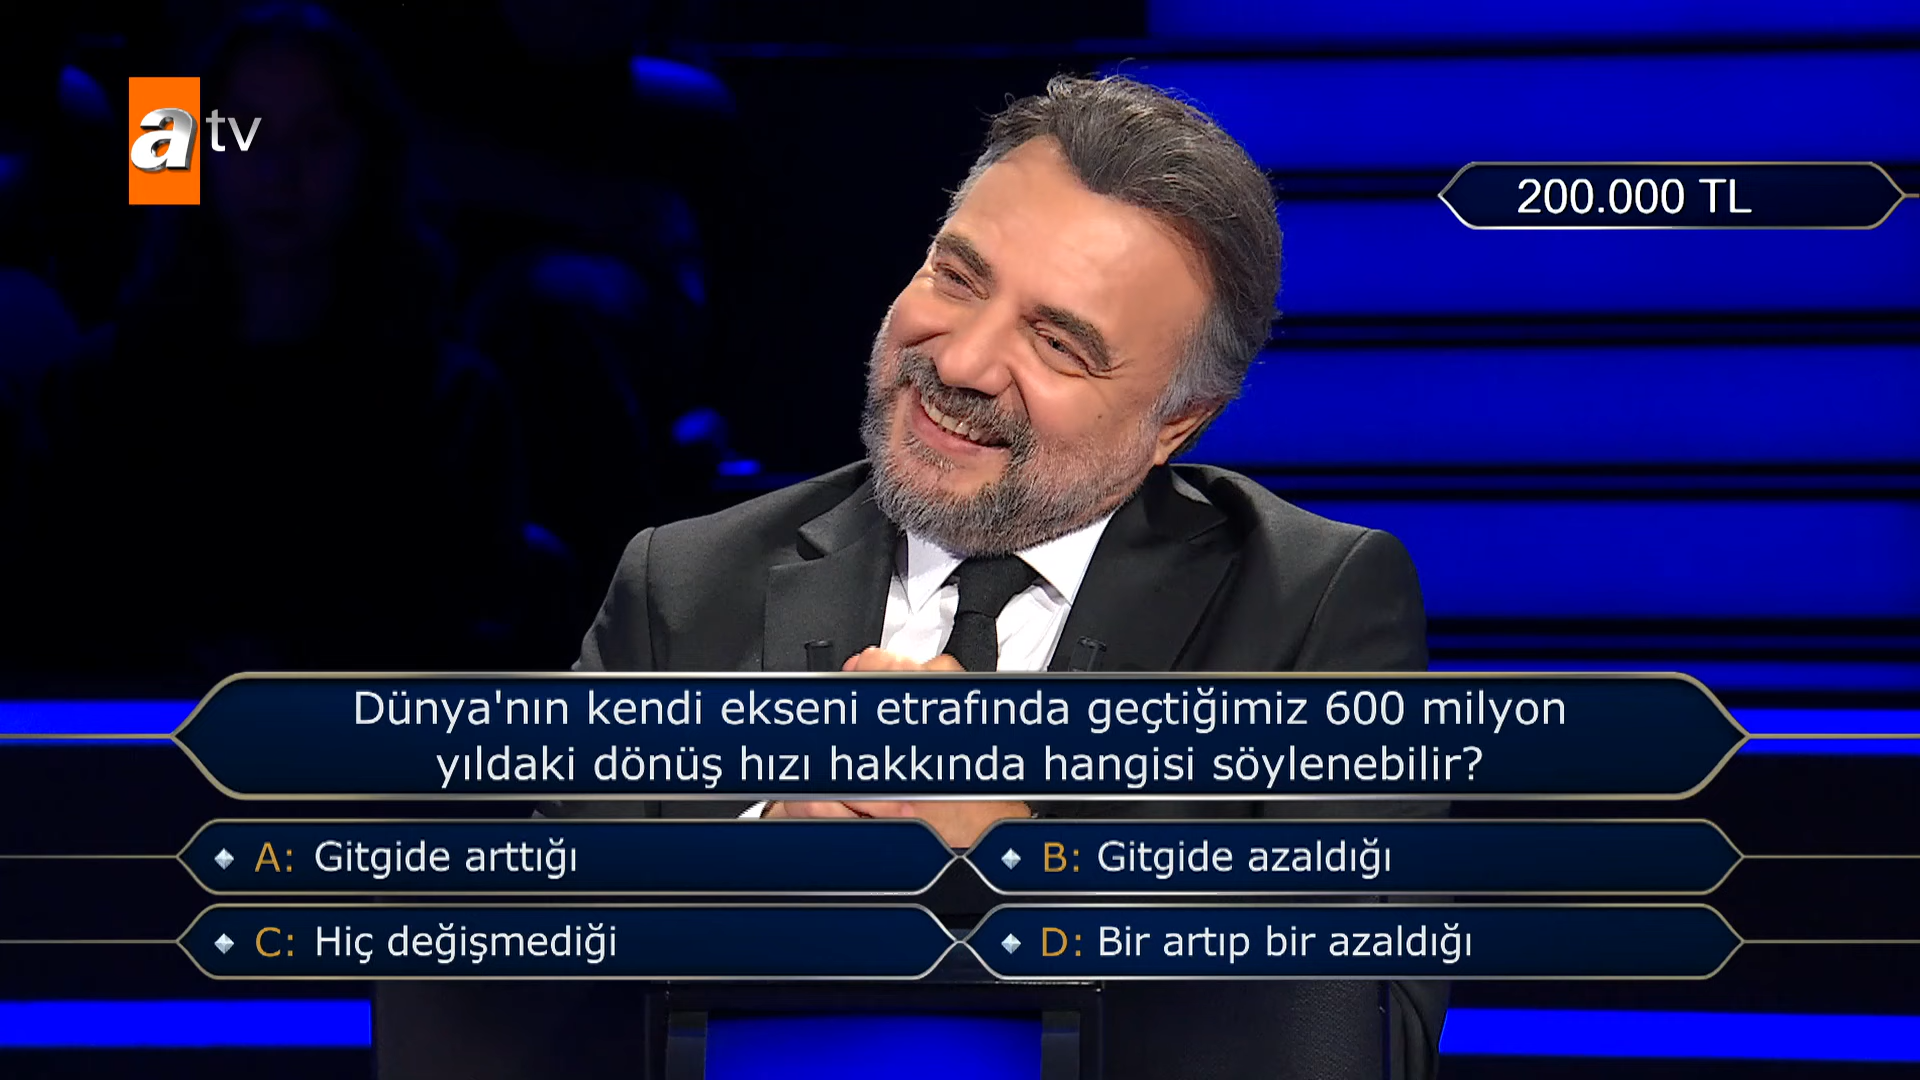 atv
200.000 TL
Dünya'nın kendi ekseni etrafında geçtiğimiz 600 milyon
yıldaki dönüş hızı hakkında hangisi söylenebilir?
A: Gitgide arttığı
B: Gitgide azaldığı
C: Hiç değişmediği
D: Bir artıp bir azaldığı